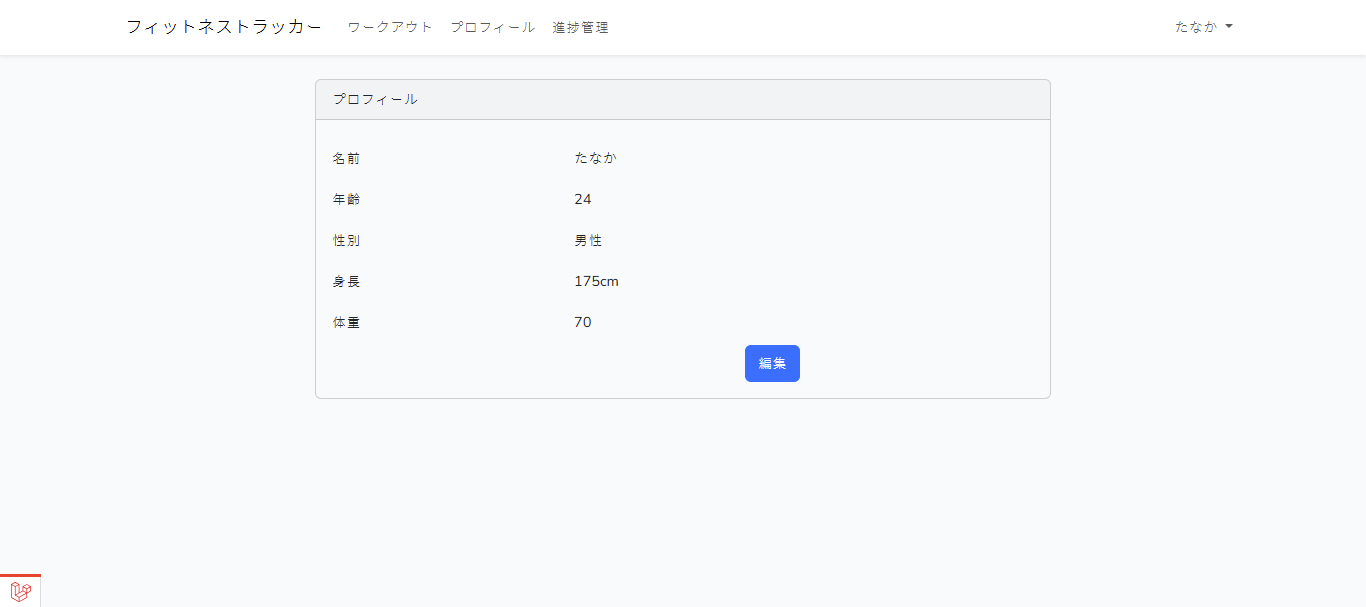 フィットネストラッカー ワークアウト プロフィール 進捗管理 たなか
プロフィール
名前 たなか
年齢 24
性別 男性
身長 175cm
体重 70
編集